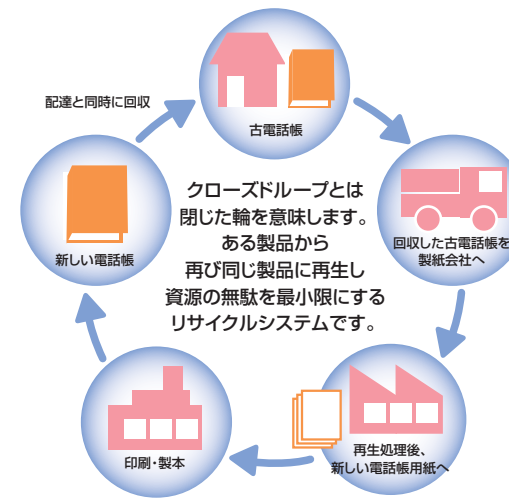 配達と同時に回収
古電話帳
新しい電話帳
クローズドループとは
閉じた輪を意味します。
ある製品から
再び同じ製品に再生し
資源の無駄を最小限にする
リサイクルシステムです。
回収した古電話帳を
製紙会社へ
印刷・製本
再生処理後、
新しい電話帳用紙へ